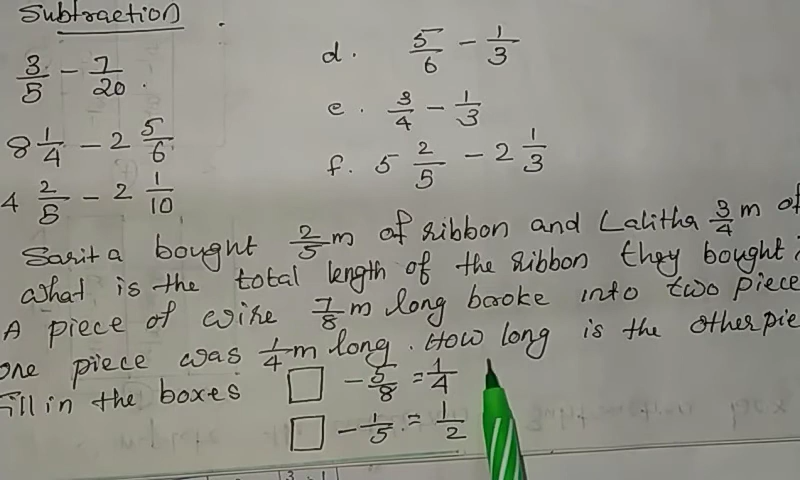 Subtraction
3/5 - 7/20.
d. 5/6 - 1/3
8 1/4 - 2 5/6
e. 3/4 - 1/3
4 2/5 - 2 1/10
f. 5 2/5 - 2 1/3
Sarita bought 2/5 m of ribbon and Lalitha 3/4 m of
what is the total length of the ribbon they bought
A piece of wire 7/8 m long broke into two piece
one piece was 1/4 m long. How long is the other pie
Fill in the boxes □ - 5/8 = 1/4
□ - 1/5 = 1/2